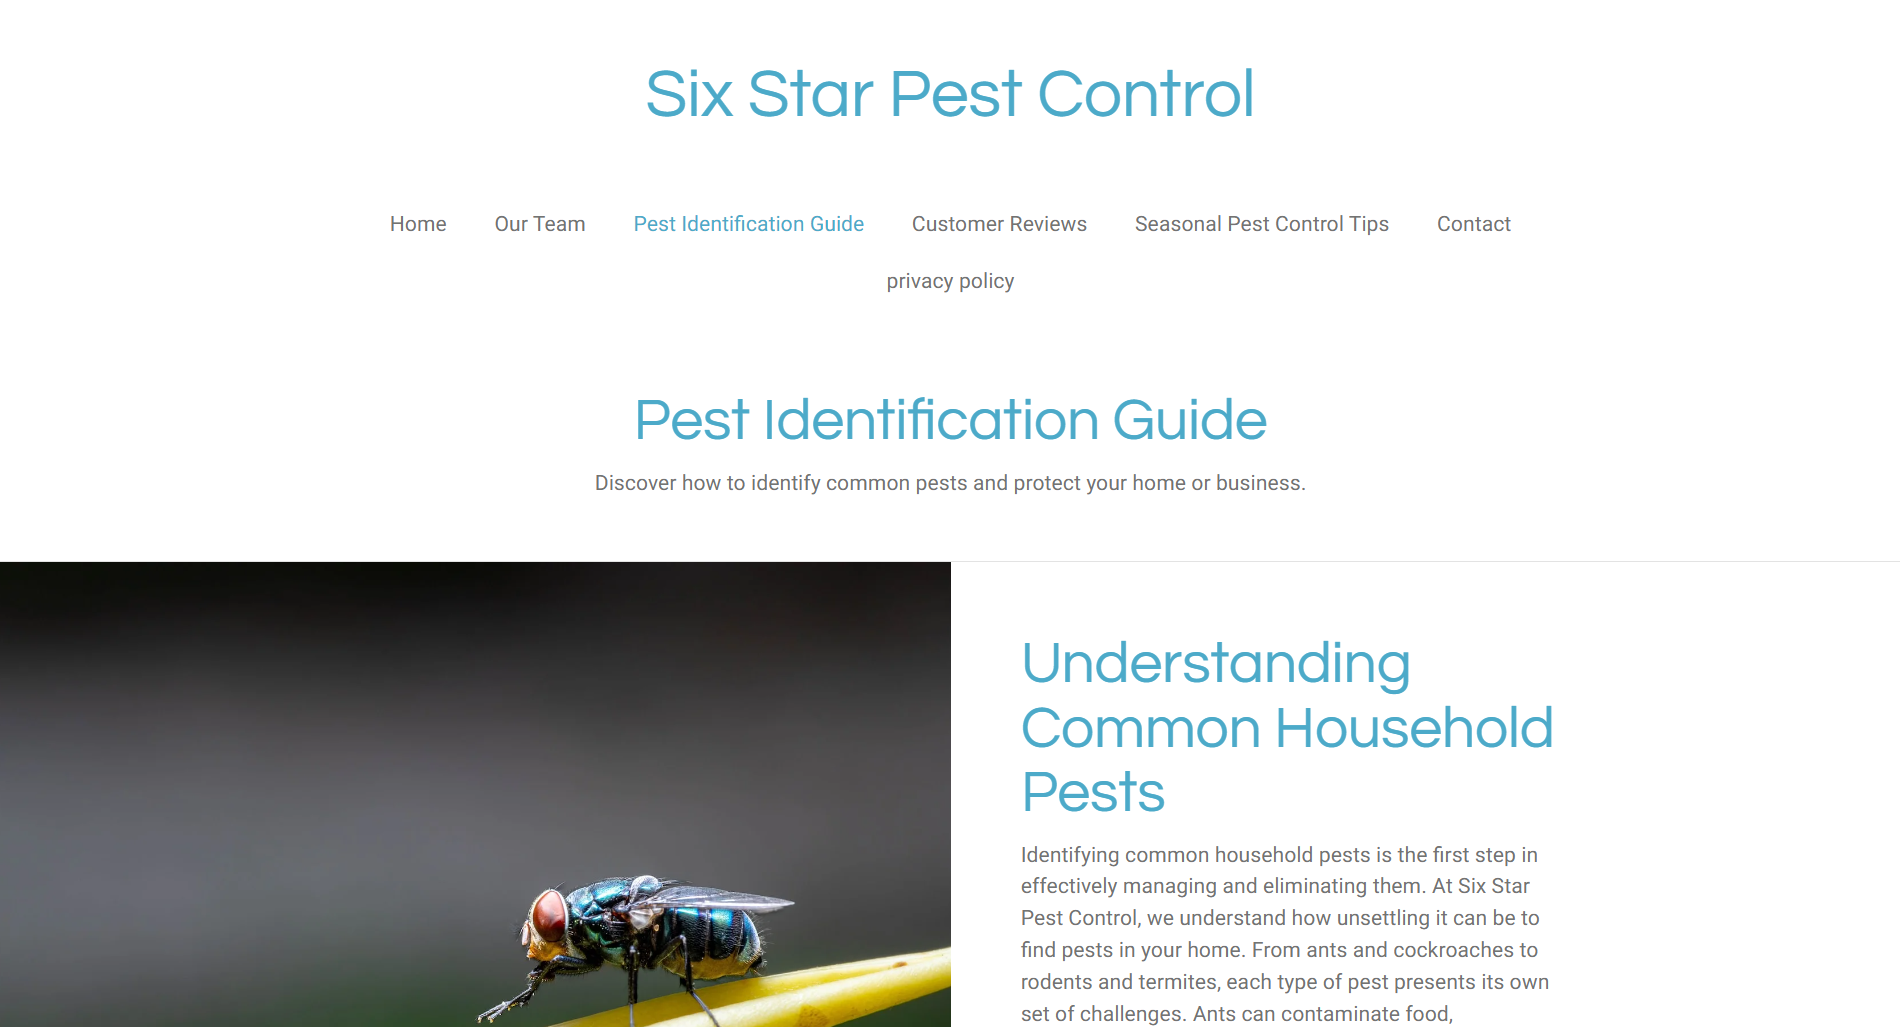 Six Star Pest Control
Home Our Team Pest Identification Guide Customer Reviews Seasonal Pest Control Tips Contact
privacy policy
Pest Identification Guide
Discover how to identify common pests and protect your home or business.
Understanding
Common Household
Pests
Identifying common household pests is the first step in
effectively managing and eliminating them. At Six Star
Pest Control, we understand how unsettling it can be to
find pests in your home. From ants and cockroaches to
rodents and termites, each type of pest presents its own
set of challenges. Ants can contaminate food,